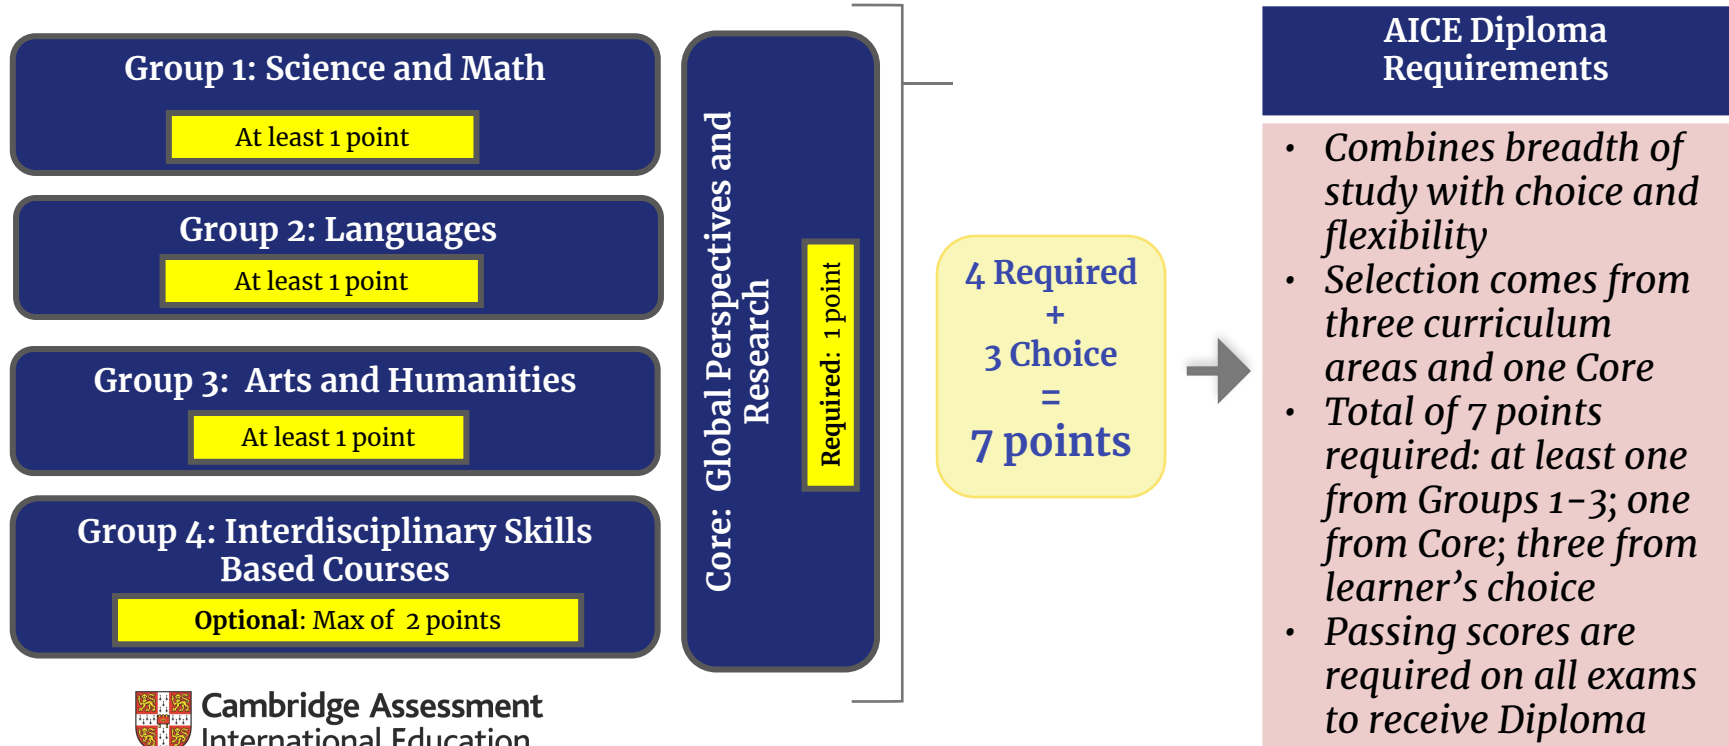 Group 1: Science and Math
At least 1 point
Group 2: Languages
At least 1 point
Group 3: Arts and Humanities
At least 1 point
Group 4: Interdisciplinary Skills
Based Courses
Optional: Max of 2 points
Core: Global Perspectives and
Research
Required: 1 point
4 Required
+
3 Choice
=
7 points
AICE Diploma
Requirements
• Combines breadth of
study with choice and
flexibility
• Selection comes from
three curriculum
areas and one Core
• Total of 7 points
required: at least one
from Groups 1-3; one
from Core; three from
learner's choice
• Passing scores are
required on all exams
to receive Diploma
Cambridge Assessment
International Education